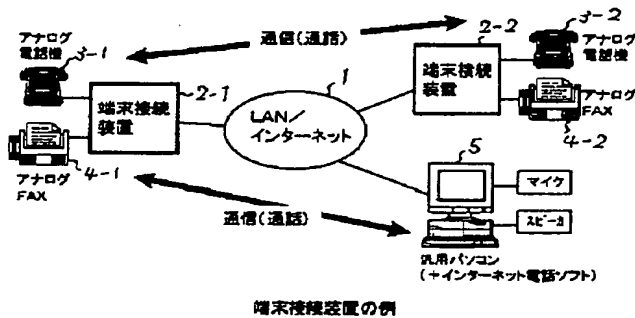 アナログ
電話機
3-1
通信(通話)
2-2
3-2
アナログ
電話機
2-1
端末接続
装置
1
LAN/
インターネット
端末接続
装置
アナログ
FAX
4-2
アナログ
FAX
4-1
5
マイク
スピーカ
通信(通話)
汎用パソコン
(+インターネット電話ソフト)
端末接続装置の例